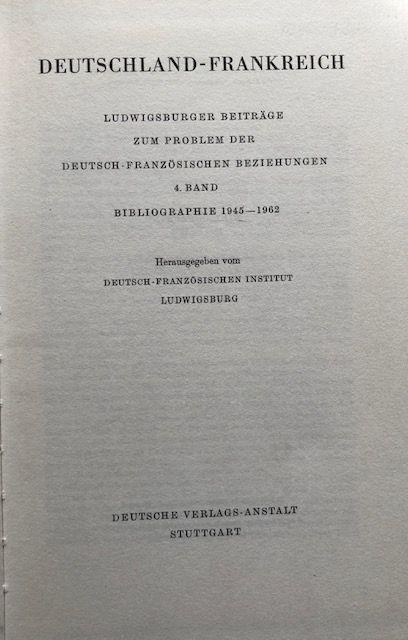 DEUTSCHLAND-FRANKREICH
LUDWIGSBURGER BEITRÄGE
ZUM PROBLEM DER
DEUTSCH-FRANZÖSISCHEN BEZIEHUNGEN
4. BAND
BIBLIOGRAPHIE 1945—1962
Herausgegeben vom
DEUTSCH-FRANZÖSISCHEN INSTITUT
LUDWIGSBURG
DEUTSCHE VERLAGS-ANSTALT
STUTTGART